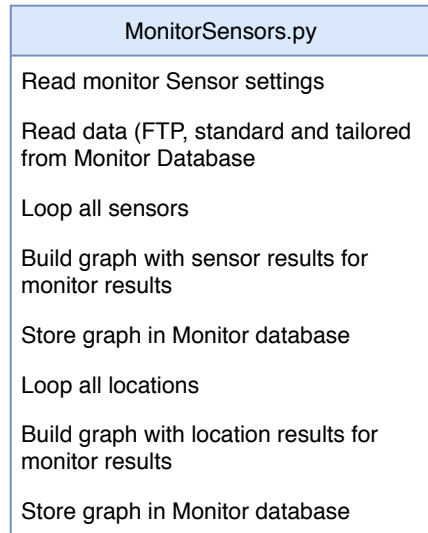 MonitorSensors.py
Read monitor Sensor settings
Read data (FTP, standard and tailored
from Monitor Database
Loop all sensors
Build graph with sensor results for
monitor results
Store graph in Monitor database
Loop all locations
Build graph with location results for
monitor results
Store graph in Monitor database